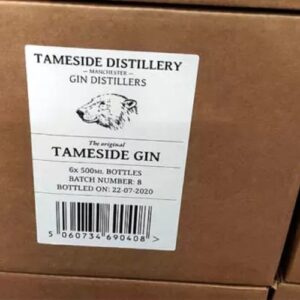 TAMESIDE DISTILLERY
— MANCHESTER —
GIN DISTILLERS
The original
TAMESIDE GIN
6x 500ML BOTTLES
BATCH NUMBER: 8
BOTTLED ON: 22-07-2020
5 060734 690408 >